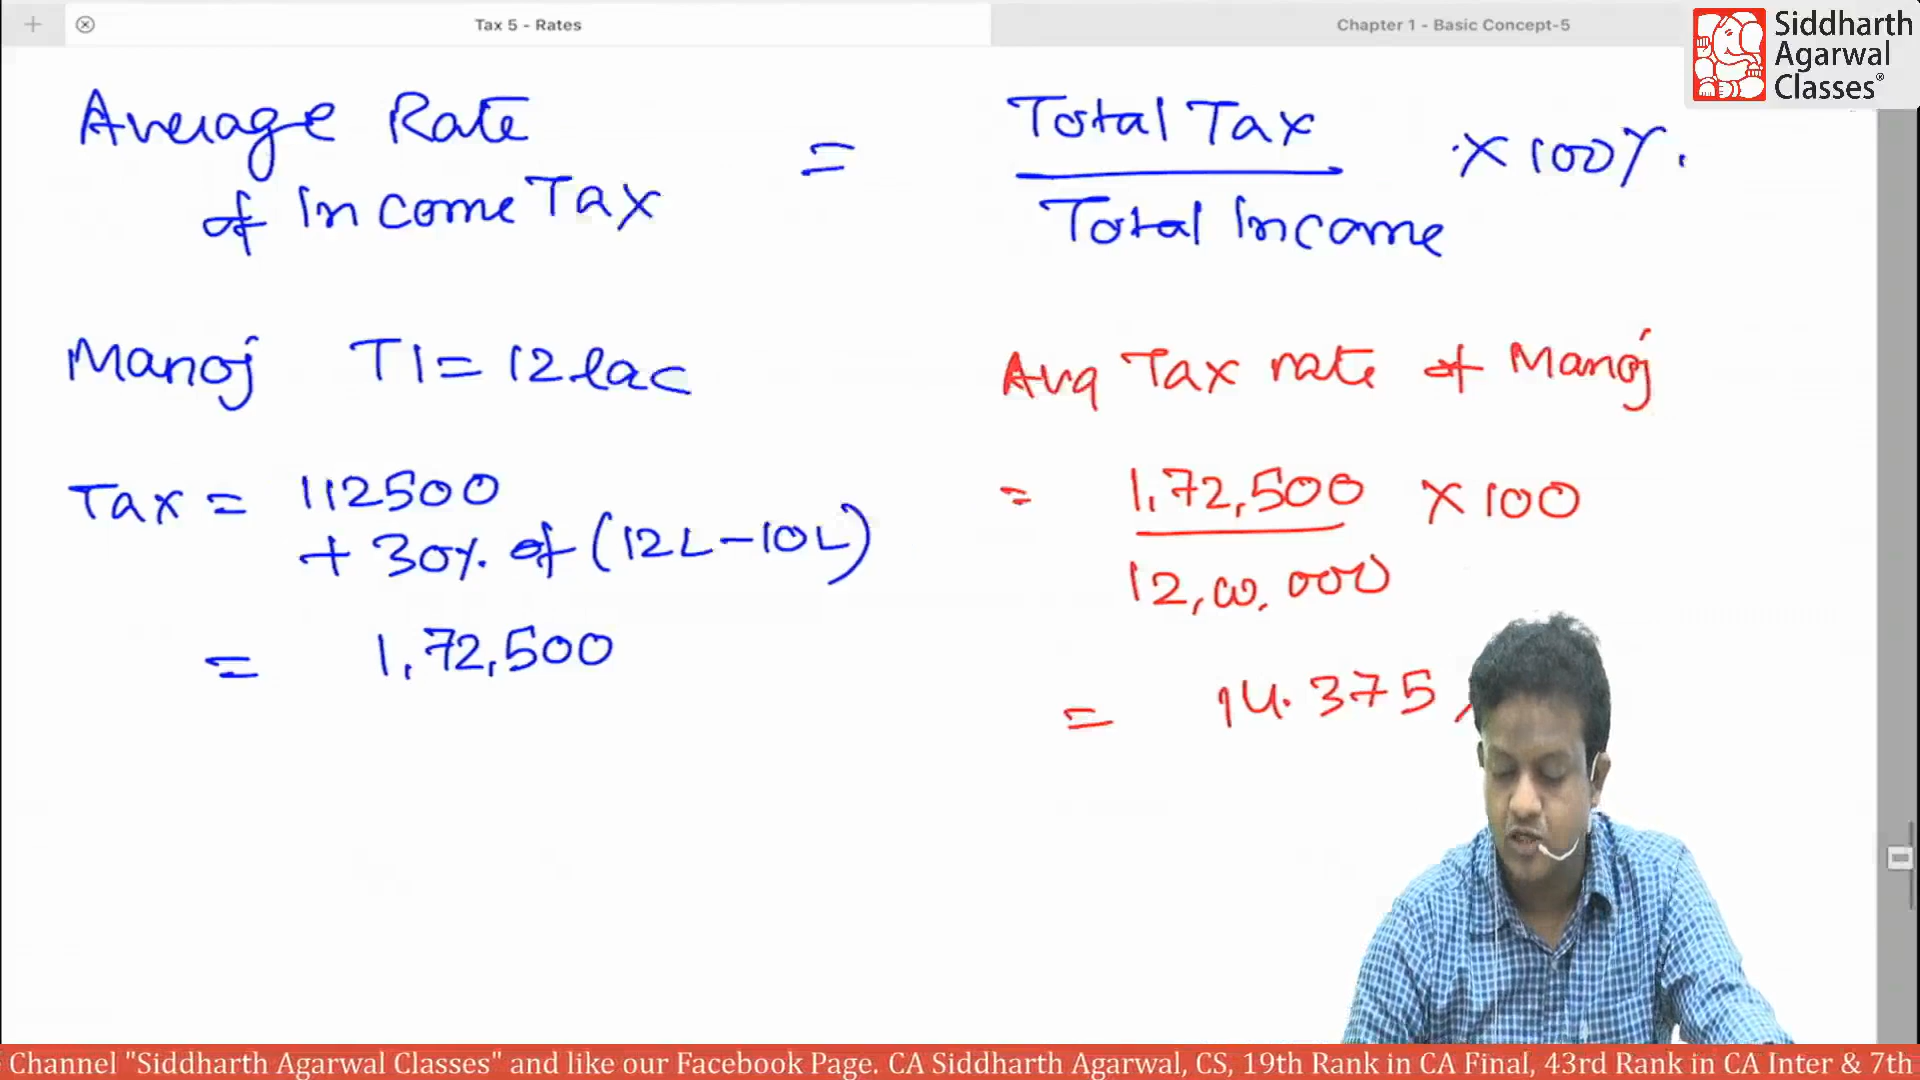 Tax 5 - Rates
Chapter 1 - Basic Concept-5
Siddharth
Agarwal
Classes®
Average Rate
of Income Tax
=
Total Tax
Total Income
× 100%.
Manoj TI = 12 lac
Tax = 112500
+ 30% of (12L - 10L)
= 1,72,500
Avg Tax rate of Manoj
= 1,72,500 × 100
12,00,000
= 14.375
Channel "Siddharth Agarwal Classes" and like our Facebook Page. CA Siddharth Agarwal, CS, 19th Rank in CA Final, 43rd Rank in CA Inter & 7th